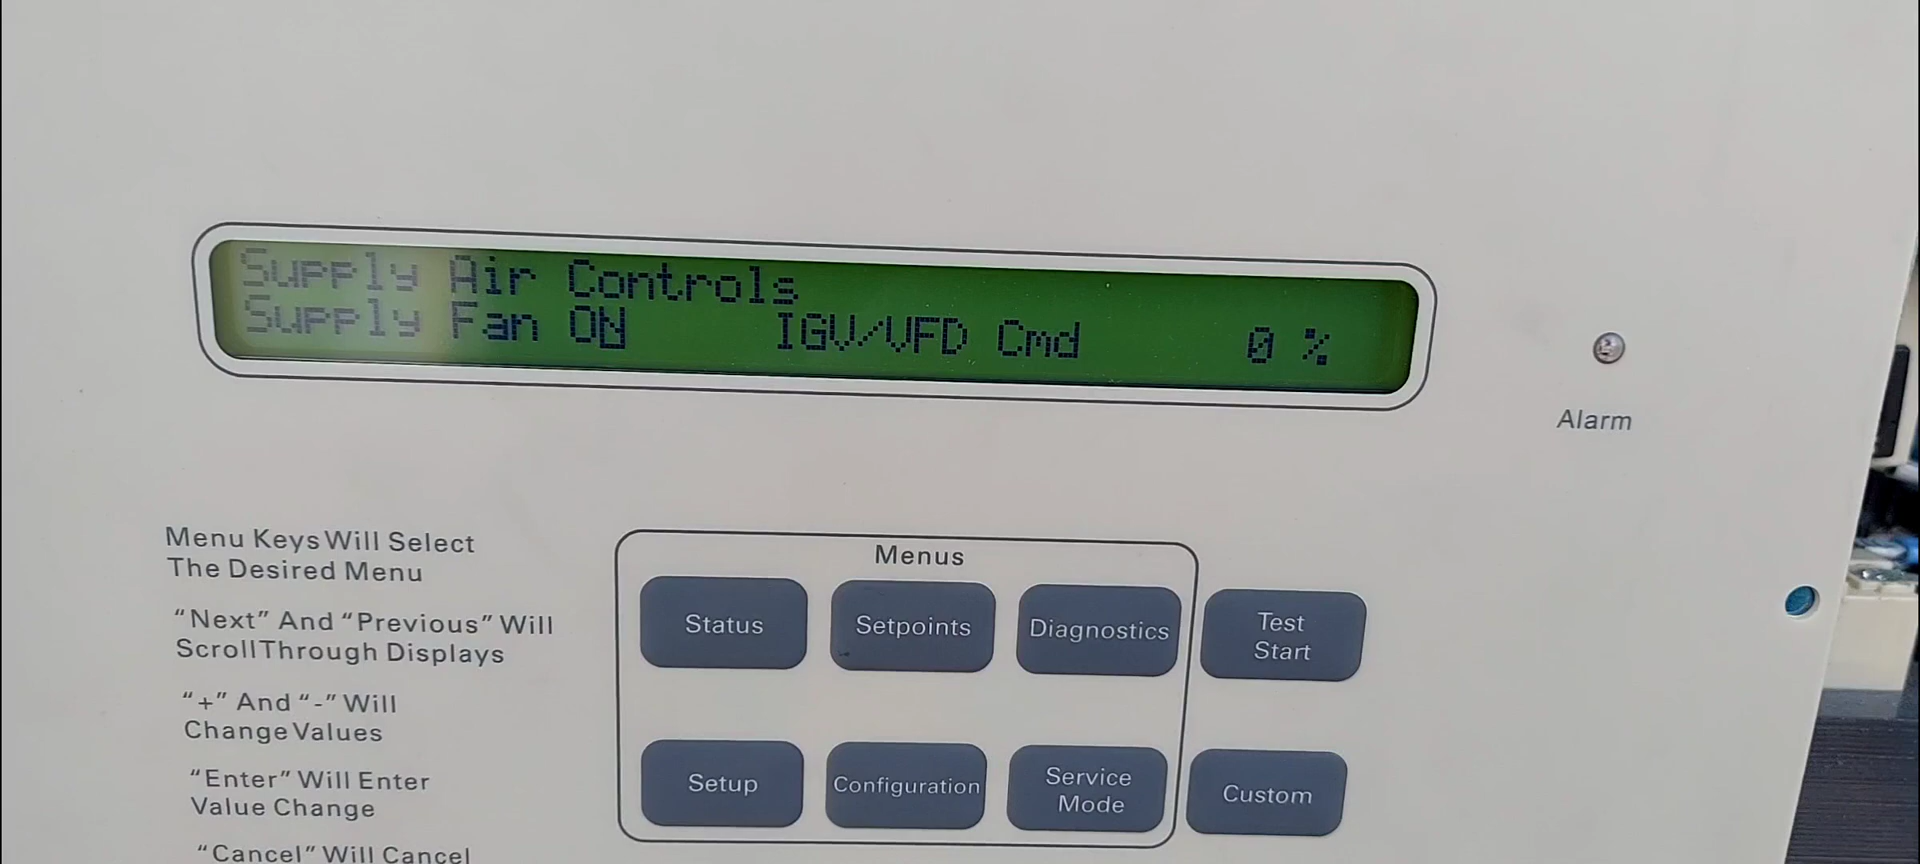 Supply Air Controls
Supply Fan ON IGV/VFD Cmd 0 %
Alarm
Menu Keys Will Select
The Desired Menu
"Next" And "Previous" Will
Scroll Through Displays
"+" And "-" Will
Change Values
"Enter" Will Enter
Value Change
"Cancel" Will Cancel
Menus
Status
Setpoints
Diagnostics
Test
Start
Setup
Configuration
Service
Mode
Custom